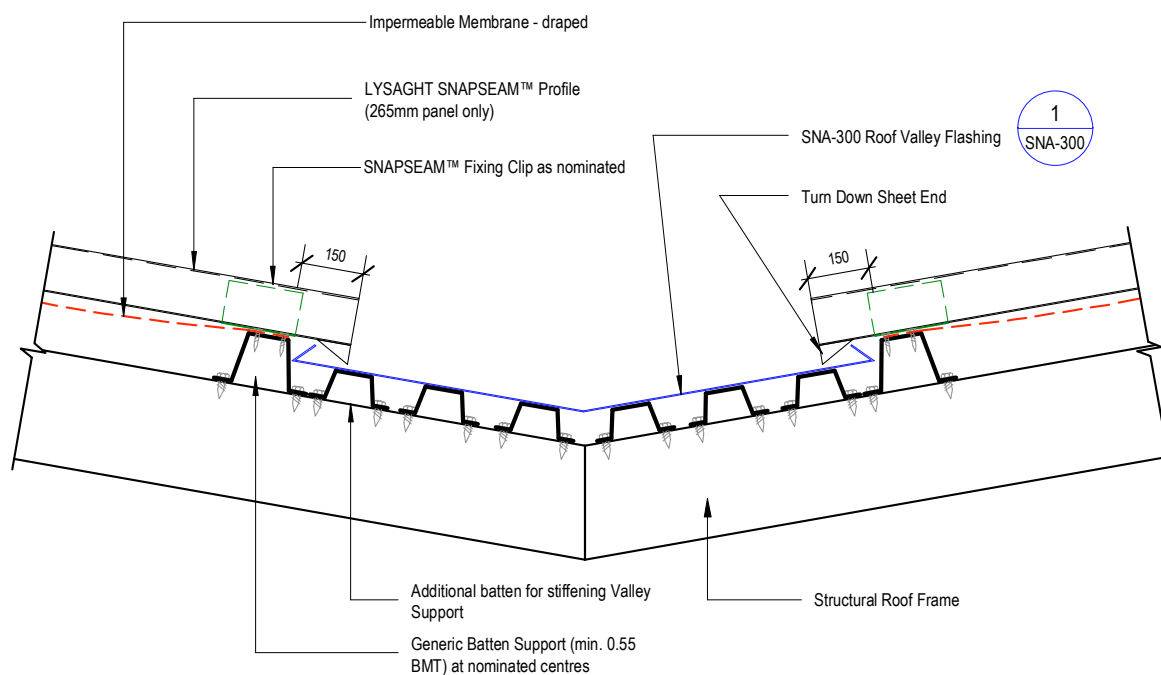 Impermeable Membrane - draped
LYSAGHT SNAPSEAM™ Profile
(265mm panel only)
SNAPSEAM™ Fixing Clip as nominated
SNA-300 Roof Valley Flashing
1
SNA-300
Turn Down Sheet End
150
150
Additional batten for stiffening Valley
Support
Generic Batten Support (min. 0.55
BMT) at nominated centres
Structural Roof Frame